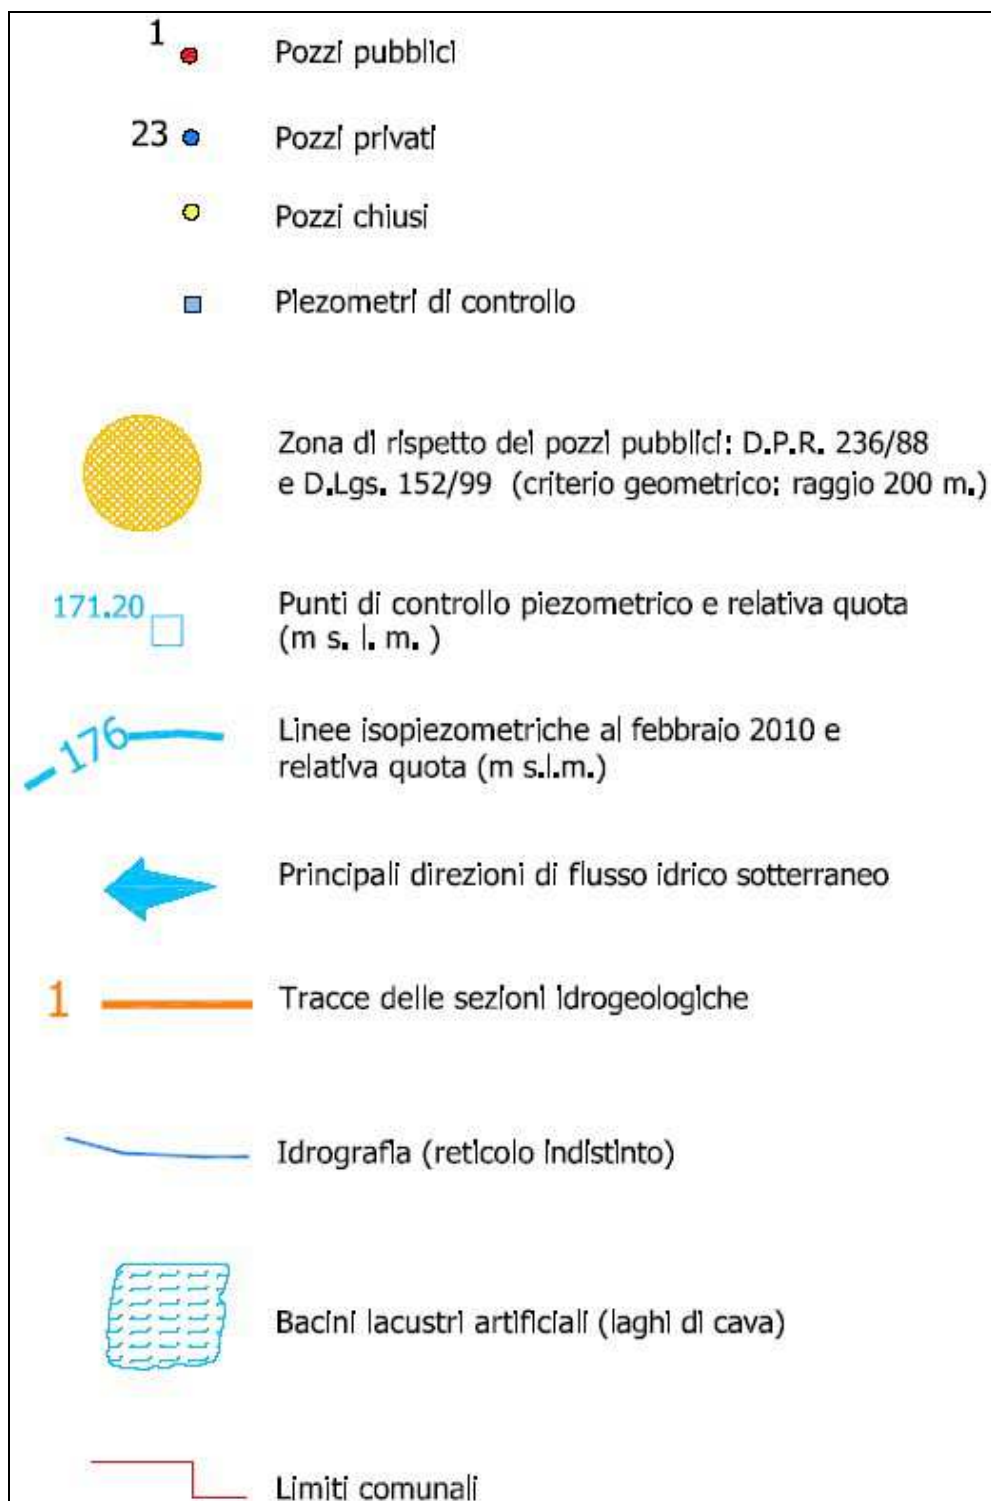 1 Pozzi pubblici
23 Pozzi privati
Pozzi chiusi
Piezometri di controllo
Zona di rispetto dei pozzi pubblici: D.P.R. 236/88
e D.Lgs. 152/99 (criterio geometrico: raggio 200 m.)
171.20 Punti di controllo piezometrico e relativa quota
(m s. l. m. )
176 Linee isopiezometriche al febbraio 2010 e
relativa quota (m s.l.m.)
Principali direzioni di flusso idrico sotterraneo
1 Tracce delle sezioni idrogeologiche
Idrografia (reticolo indistinto)
Bacini lacustri artificiali (laghi di cava)
Limiti comunali